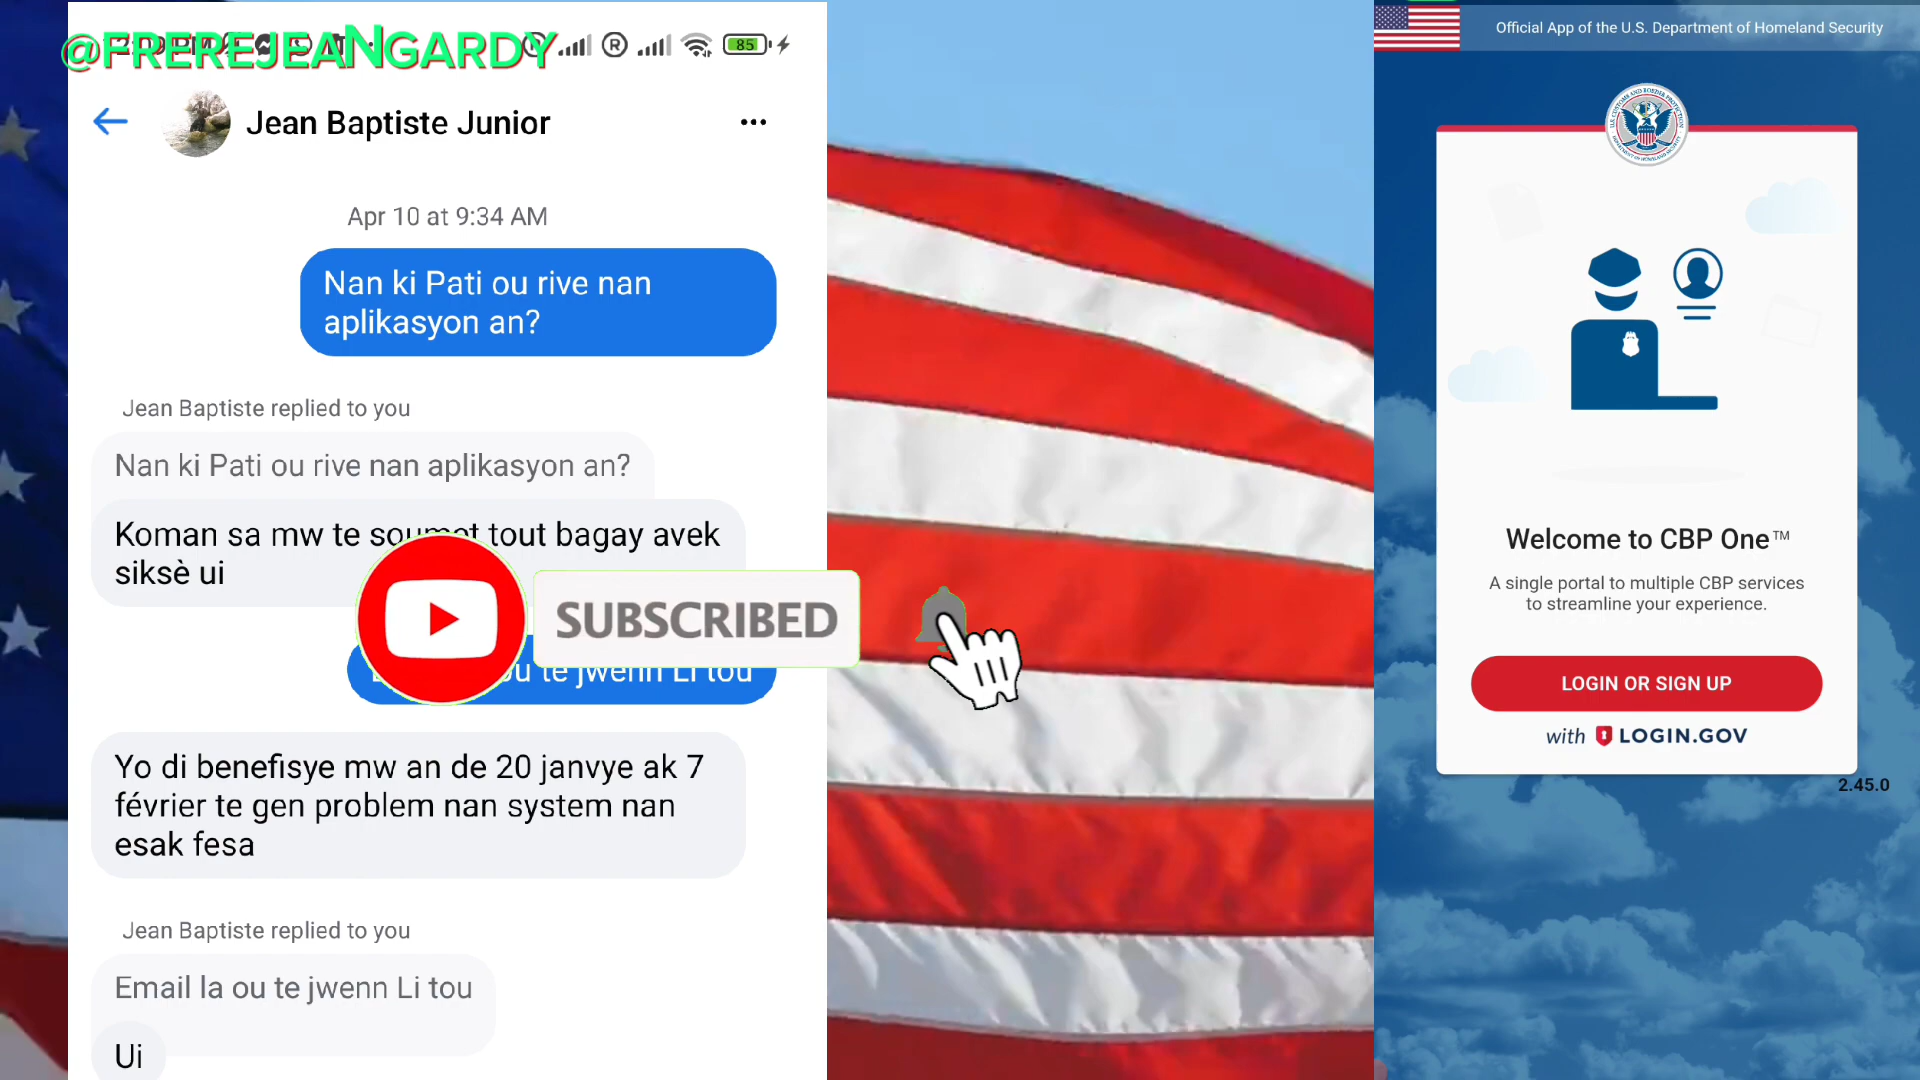 @FREREJEANGARDY
R
85
Jean Baptiste Junior
Apr 10 at 9:34 AM
Nan ki Pati ou rive nan
aplikasyon an?
Jean Baptiste replied to you
Nan ki Pati ou rive nan aplikasyon an?
Koman sa mw te soumet tout bagay avek
siksè ui
SUBSCRIBED
ou te jwenn Li tou
Yo di benefisye mw an de 20 janvye ak 7
février te gen problem nan system nan
esak fesa
Jean Baptiste replied to you
Email la ou te jwenn Li tou
Ui
Official App of the U.S. Department of Homeland Security
Welcome to CBP One™
A single portal to multiple CBP services
to streamline your experience.
LOGIN OR SIGN UP
with LOGIN.GOV
2.45.0